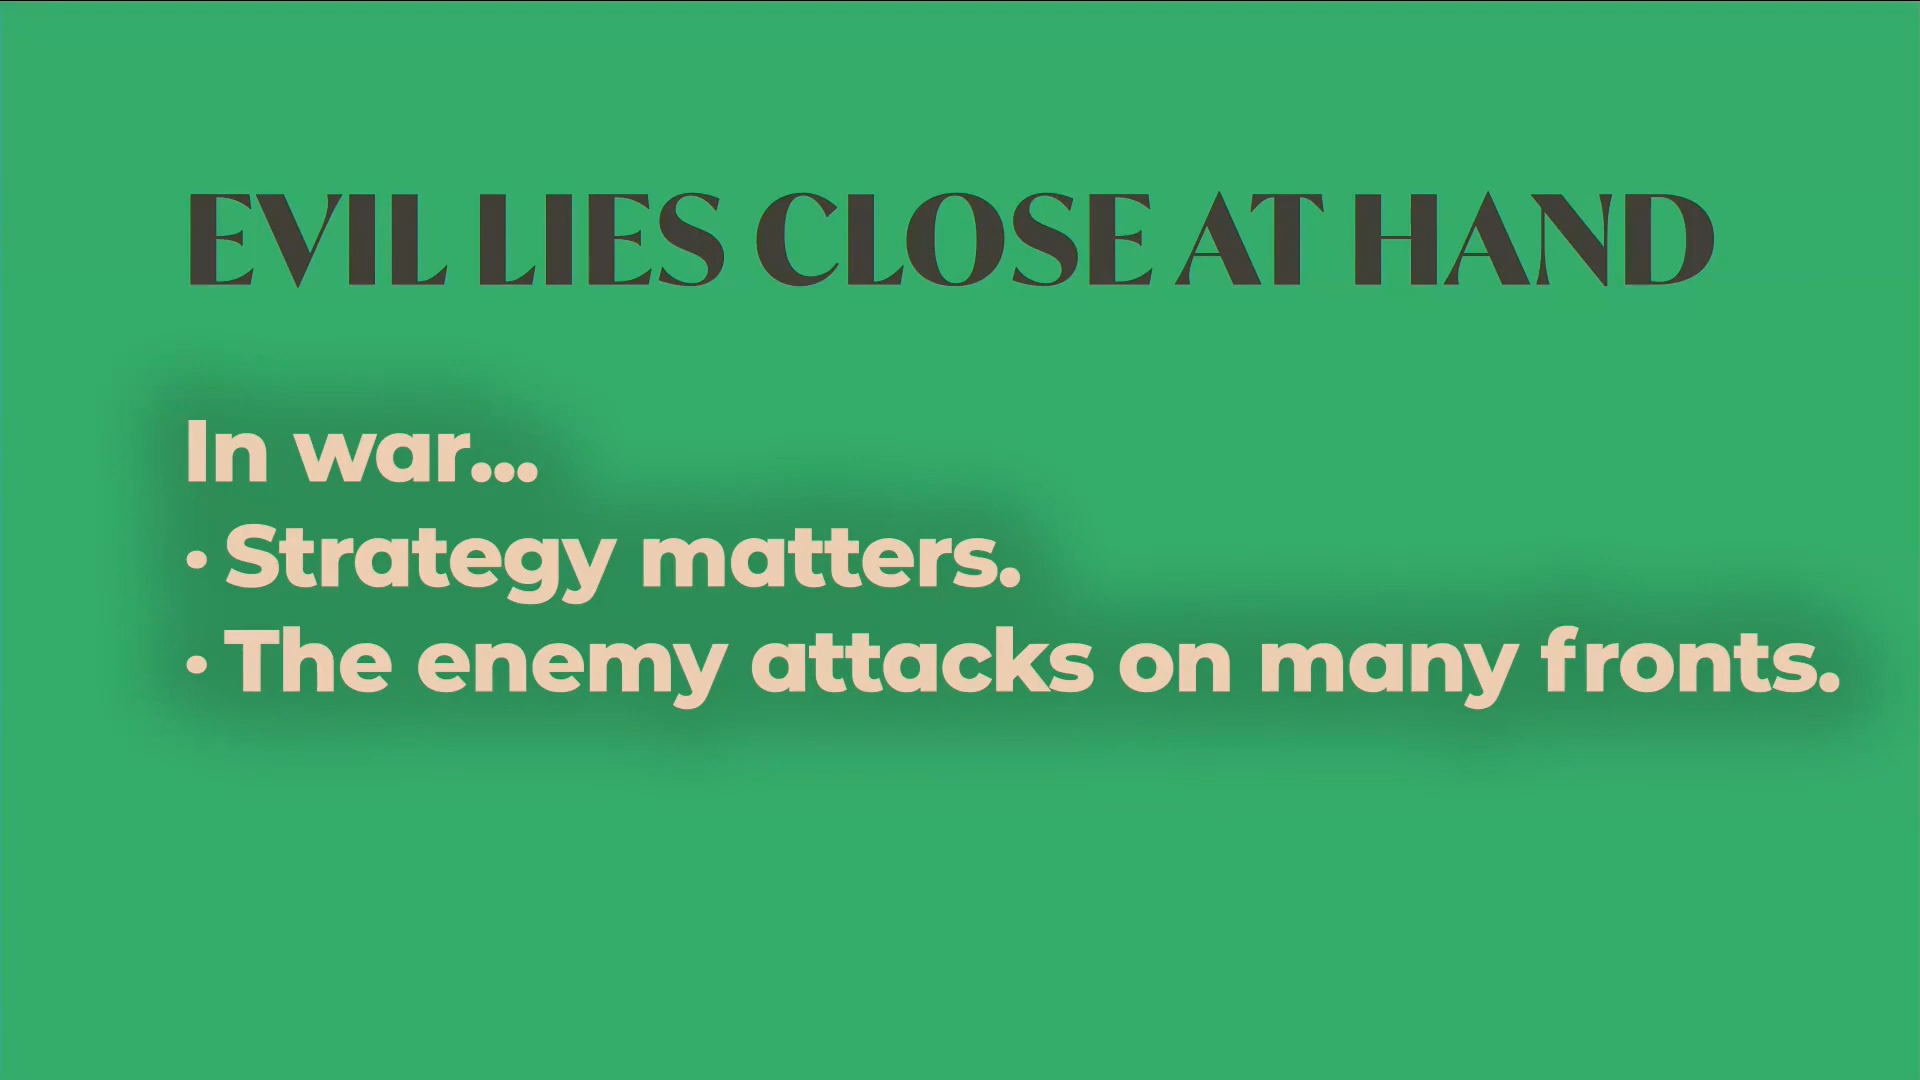 EVIL LIES CLOSE AT HAND
In war...
• Strategy matters.
• The enemy attacks on many fronts.